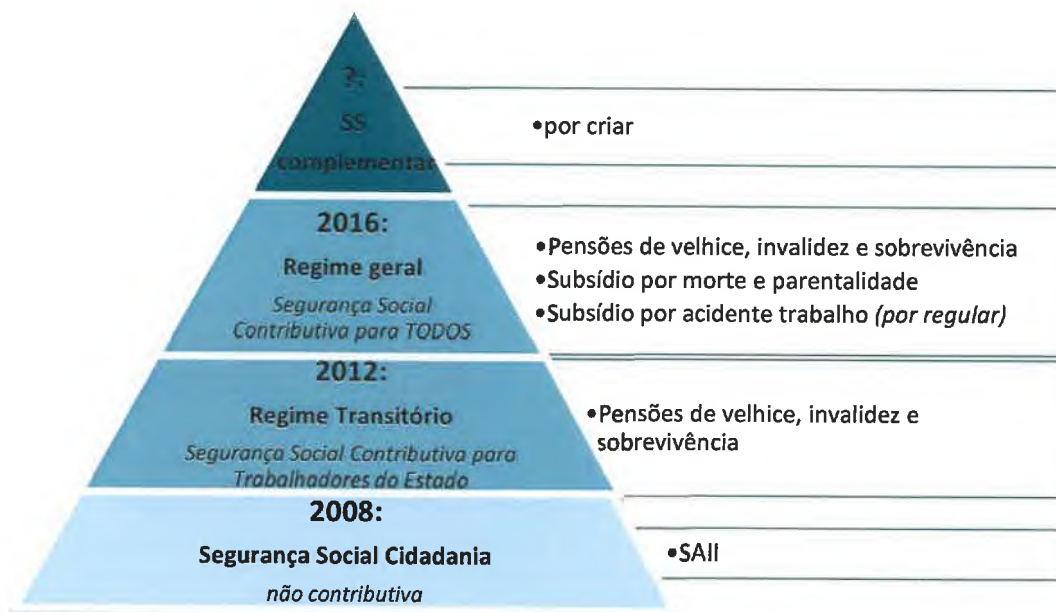 ?:
SS
complementar
•por criar
2016:
Regime geral
Segurança Social
Contributiva para TODOS
•Pensões de velhice, invalidez e sobrevivência
•Subsídio por morte e parentalidade
•Subsídio por acidente trabalho (por regular)
2012:
Regime Transitório
Segurança Social Contributiva para
Trabalhadores do Estado
•Pensões de velhice, invalidez e
sobrevivência
2008:
Segurança Social Cidadania
não contributiva
•SAII